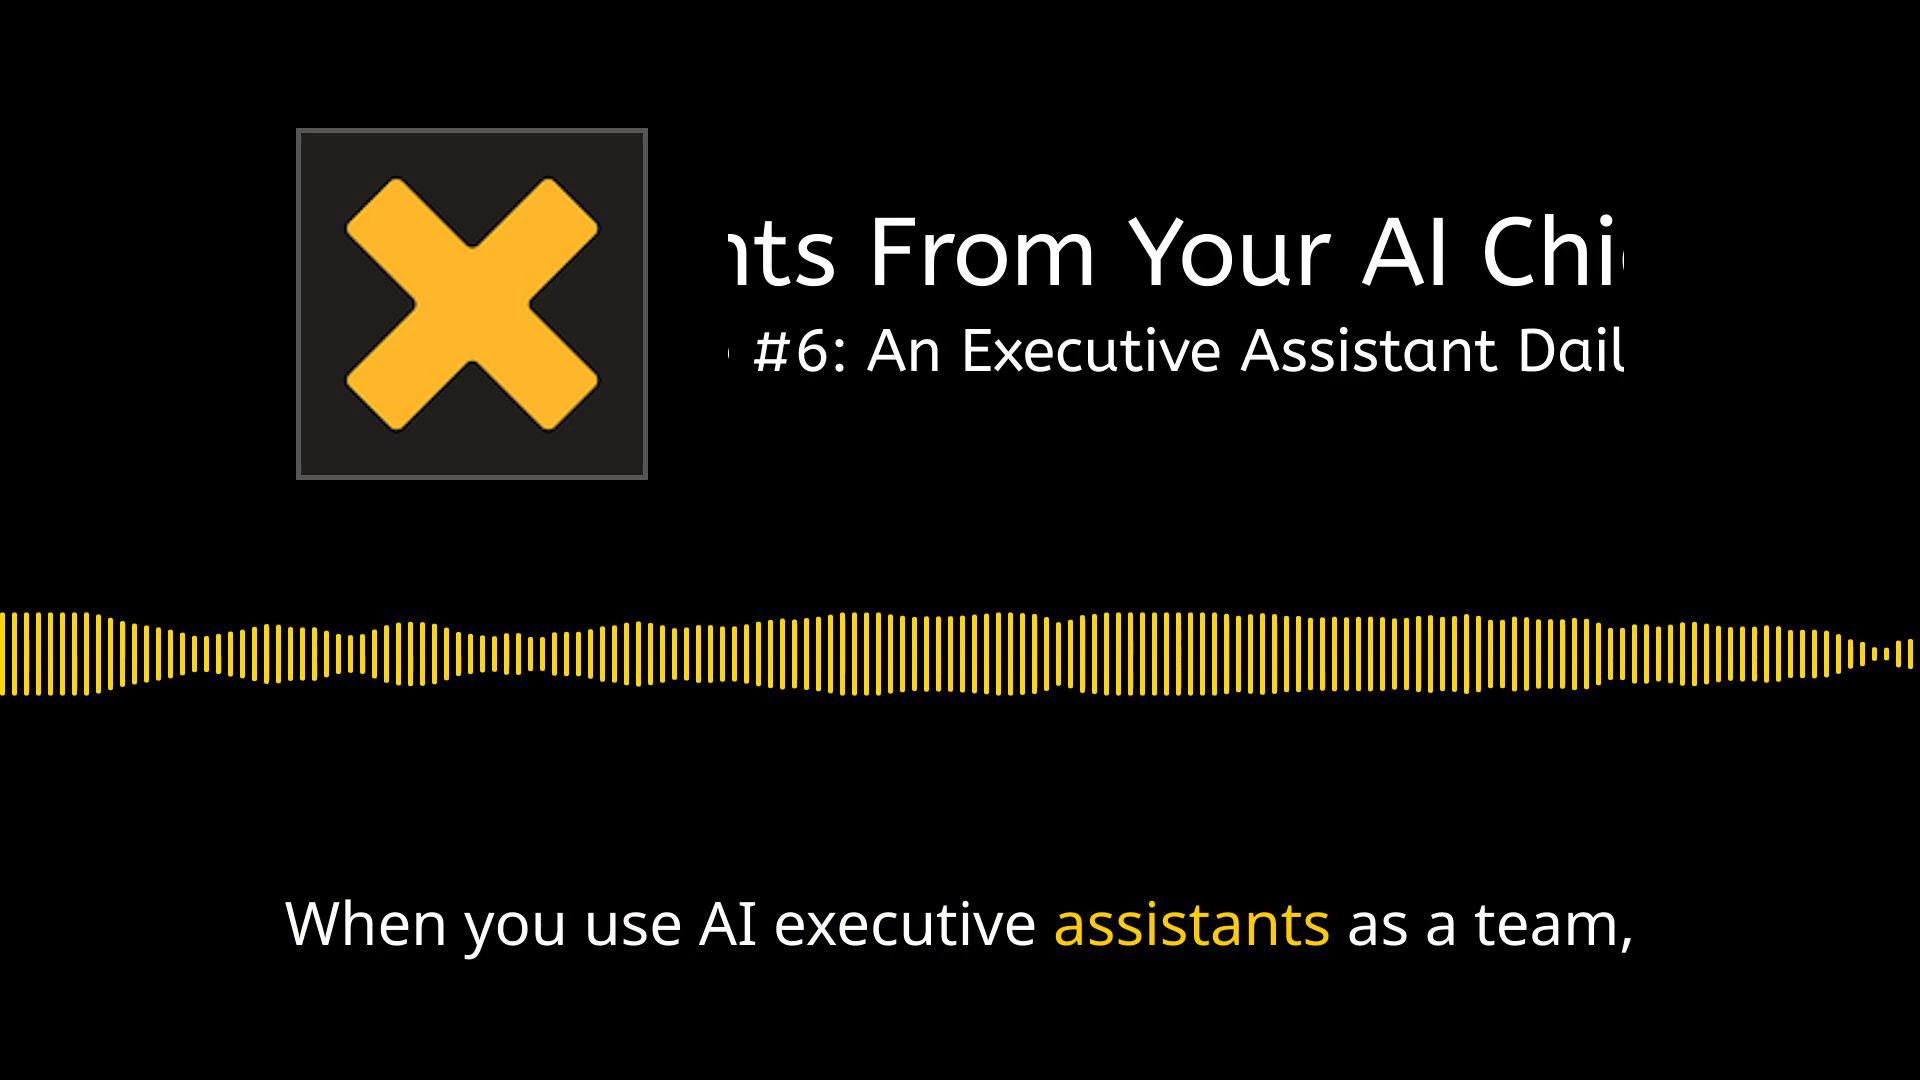 nts From Your AI Chi
#6: An Executive Assistant Dail
When you use AI executive assistants as a team,